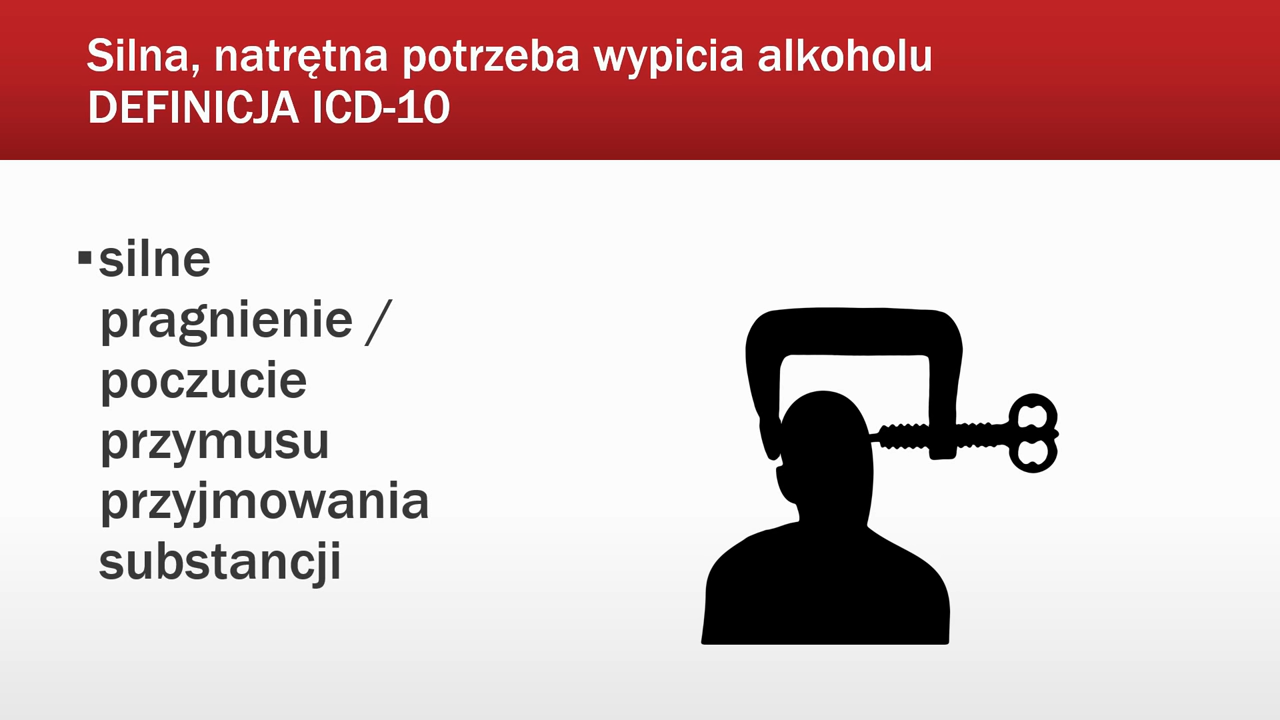 Silna, natrętna potrzeba wypicia alkoholu
DEFINICJA ICD-10
▪silne
pragnienie /
poczucie
przymusu
przyjmowania
substancji